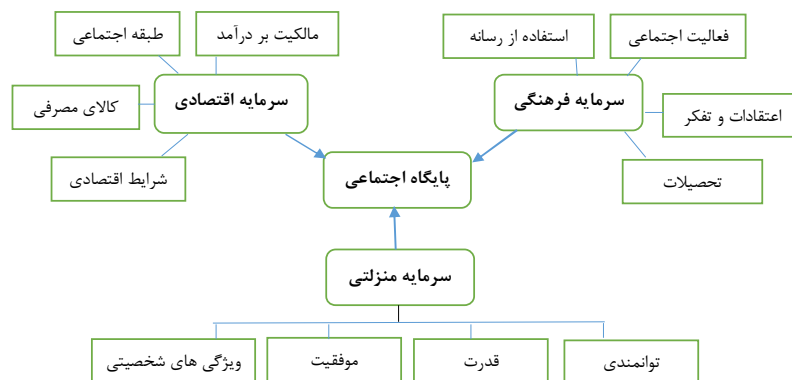 فعالیت اجتماعی
استفاده از رسانه
مالکیت بر درآمد
طبقه اجتماعی
سرمایه فرهنگی
سرمایه اقتصادی
اعتقادات و تفکر
کالای مصرفی
تحصیلات
پایگاه اجتماعی
شرایط اقتصادی
سرمایه منزلتی
توانمندی
قدرت
موفقیت
ویژگی های شخصیتی